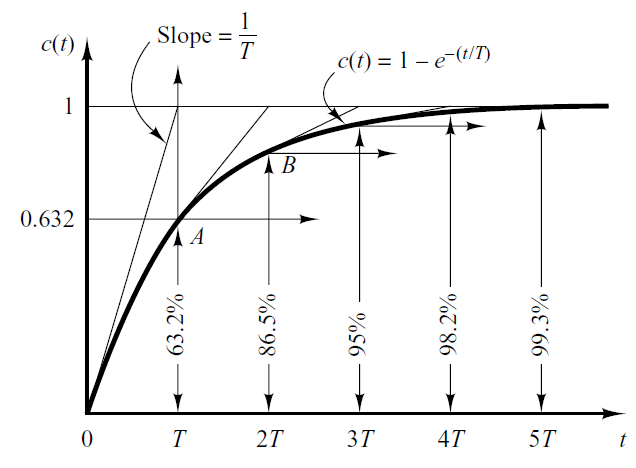 Slope = 1/T
c(t)
c(t) = 1 – e^–(t/T)
1
B
0.632
A
63.2%
86.5%
95%
98.2%
99.3%
0 T 2T 3T 4T 5T t